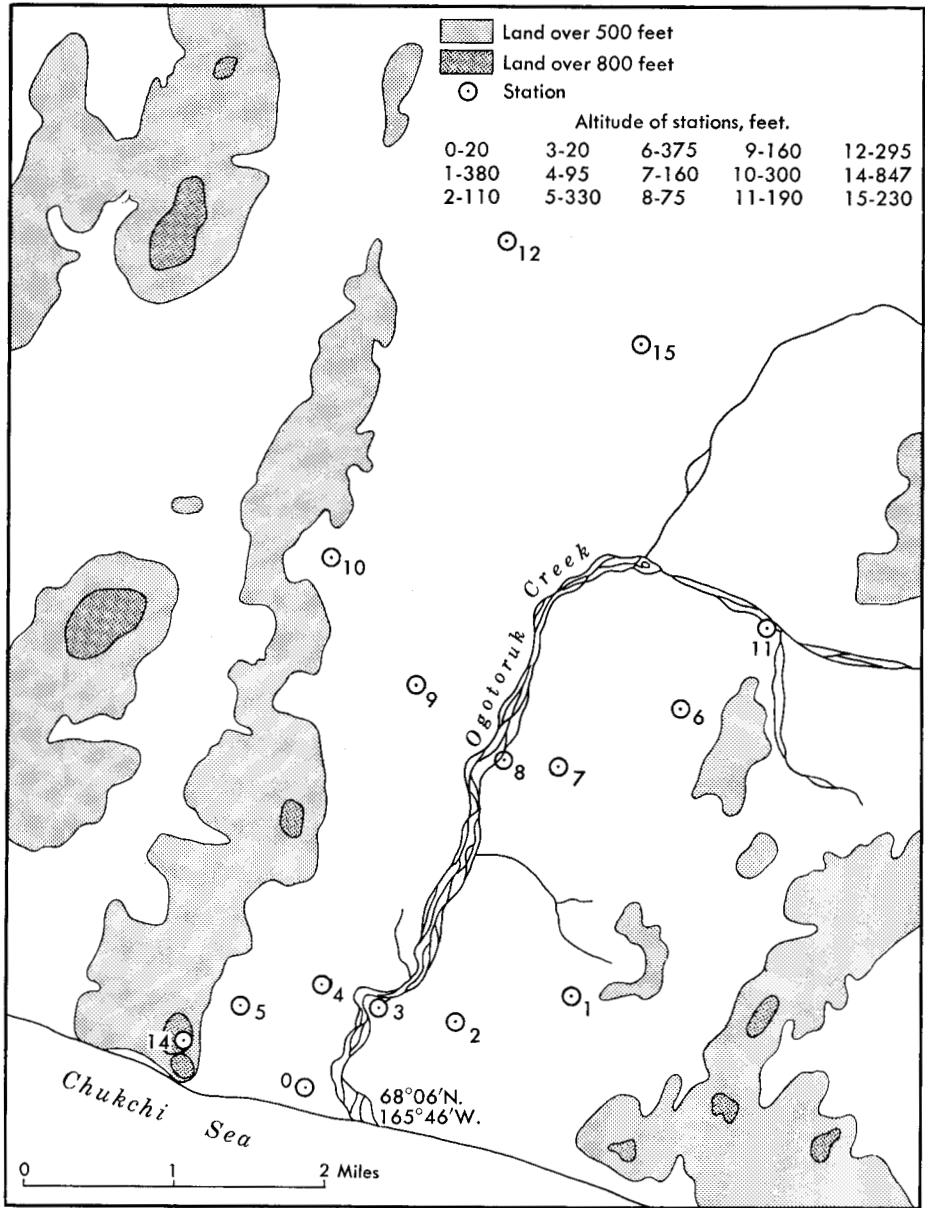 Land over 500 feet
Land over 800 feet
Station
Altitude of stations, feet.
0-20 3-20 6-375 9-160 12-295
1-380 4-95 7-160 10-300 14-847
2-110 5-330 8-75 11-190 15-230
12
15
10
Ogotoruk Creek
11
9
6
8
7
4
5
3
1
2
14
0
68°06'N.
165°46'W.
Chukchi Sea
0 1 2 Miles